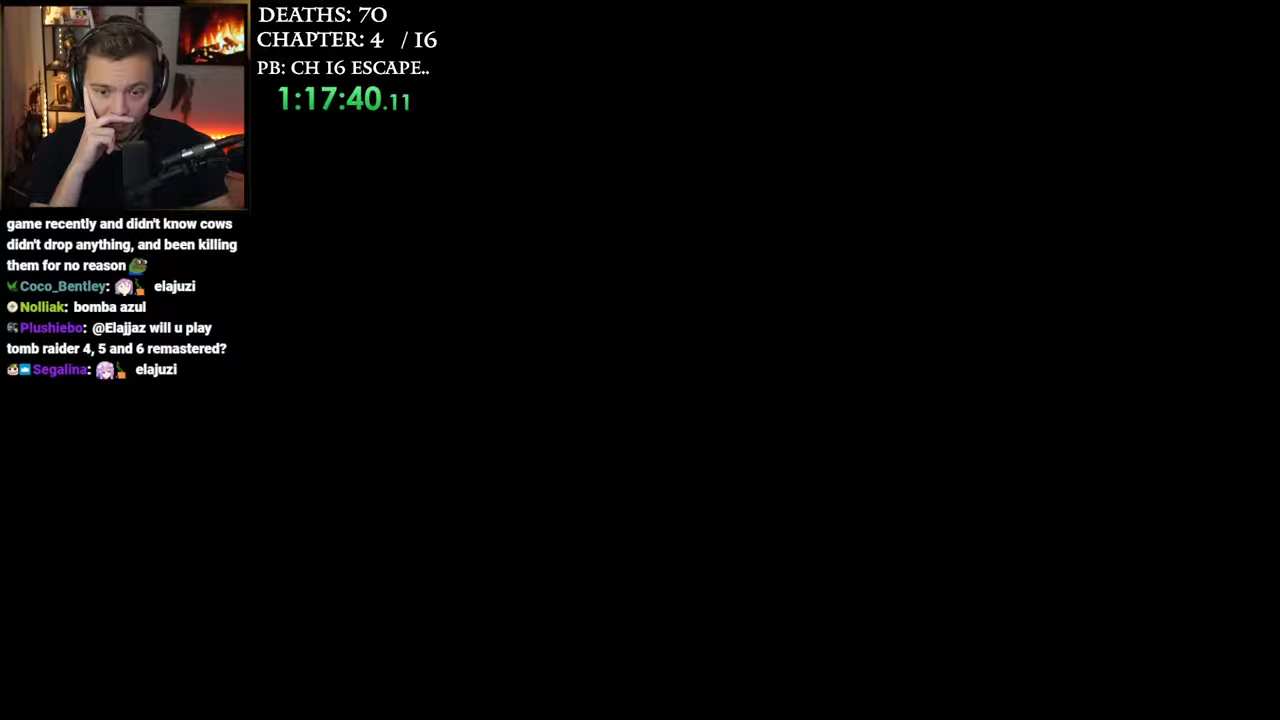 DEATHS: 70
CHAPTER: 4 / 16
PB: CH 16 ESCAPE..
1:17:40.11
game recently and didn't know cows
didn't drop anything, and been killing
them for no reason
Coco_Bentley: elajuzi
Nolliak: bomba azul
Plushiebo: @Elajjaz will u play
tomb raider 4, 5 and 6 remastered?
Segalina: elajuzi